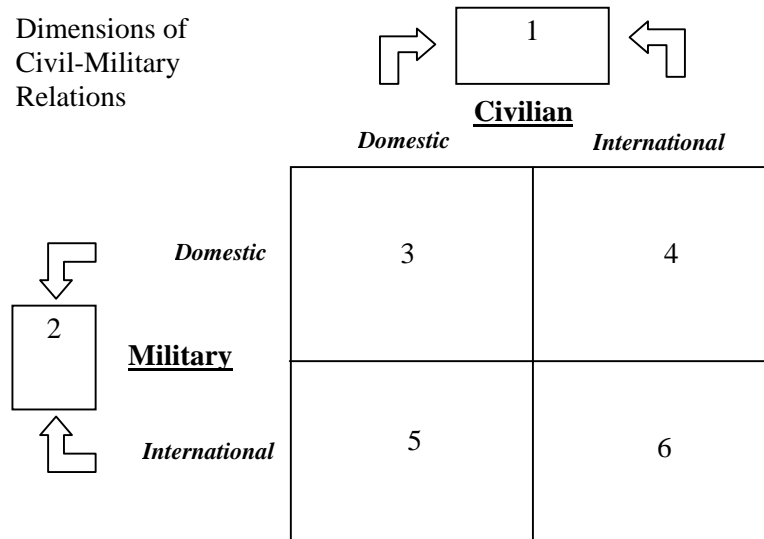 Dimensions of
Civil-Military
Relations
1
Civilian
Domestic International
Domestic 3 4
2
Military
International 5 6